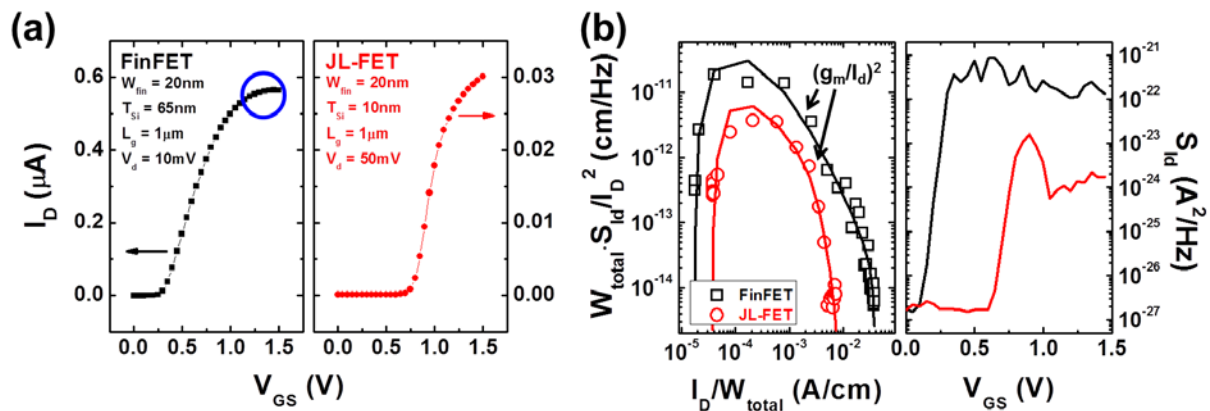 (a)
FinFET
W_fin = 20nm
T_Si = 65nm
L_g = 1μm
V_d = 10mV
JL-FET
W_fin = 20nm
T_Si = 10nm
L_g = 1μm
V_d = 50mV
I_D (μA)
0.6
0.4
0.2
0.0
0.03
0.02
0.01
0.00
0.0 0.5 1.0 1.5 0.0 0.5 1.0 1.5
V_GS (V)
(b)
W_total·S_Id/I_D^2 (cm/Hz)
10^-11
10^-12
10^-13
10^-14
(g_m/I_d)^2
FinFET
JL-FET
10^-5 10^-4 10^-3 10^-2
I_D/W_total (A/cm)
10^-21
10^-22
10^-23
10^-24
10^-25
10^-26
10^-27
S_Id (A^2/Hz)
0.0 0.5 1.0 1.5
V_GS (V)